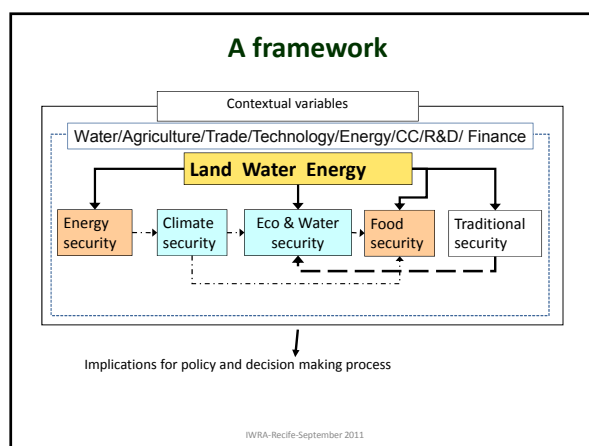 A framework
Contextual variables
Water/Agriculture/Trade/Technology/Energy/CC/R&D/ Finance
Land Water Energy
Energy
security
Climate
security
Eco & Water
security
Food
security
Traditional
security
Implications for policy and decision making process
IWRA-Recife-September 2011